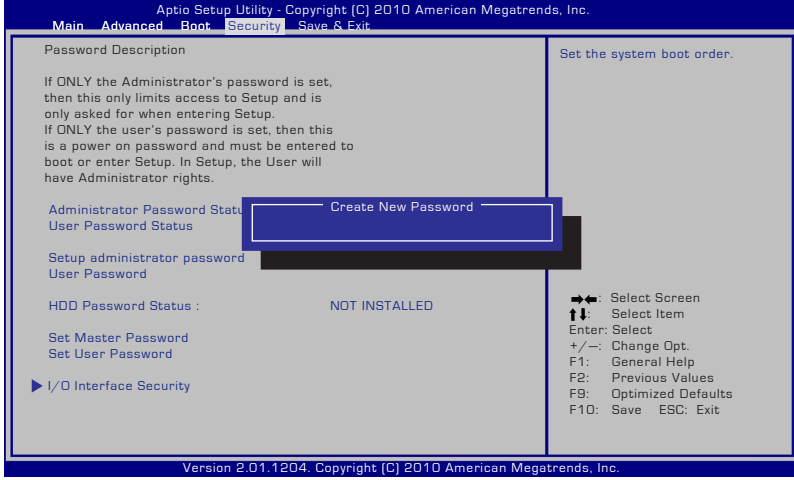 Aptio Setup Utility - Copyright (C) 2010 American Megatrends, Inc.
Main Advanced Boot Security Save & Exit
Password Description
If ONLY the Administrator's password is set,
then this only limits access to Setup and is
only asked for when entering Setup.
If ONLY the user's password is set, then this
is a power on password and must be entered to
boot or enter Setup. In Setup, the User will
have Administrator rights.
Administrator Password
User Password Status
Create New Password
Setup administrator password
User Password
HDD Password Status : NOT INSTALLED
Set Master Password
Set User Password
I/O Interface Security
Set the system boot order.
: Select Screen
: Select Item
Enter: Select
+/—: Change Opt.
F1: General Help
F2: Previous Values
F9: Optimized Defaults
F10: Save ESC: Exit
Version 2.01.1204. Copyright (C) 2010 American Megatrends, Inc.